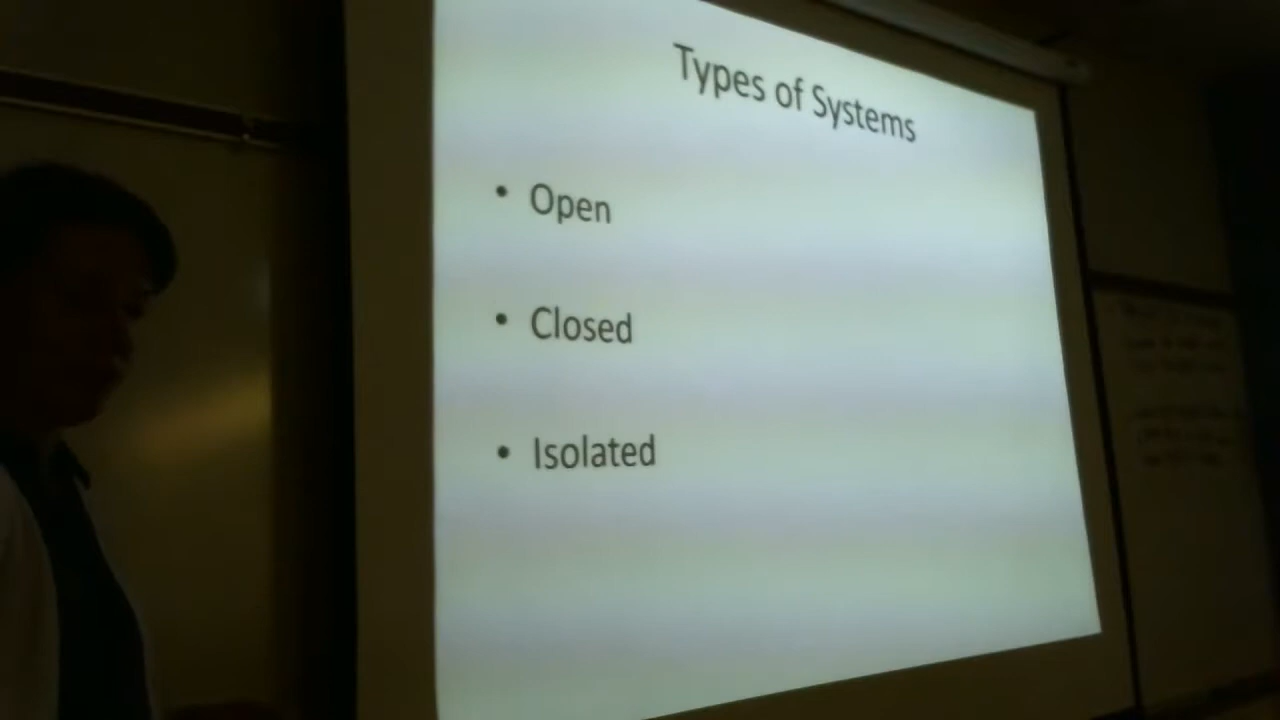 Types of Systems
• Open
• Closed
• Isolated